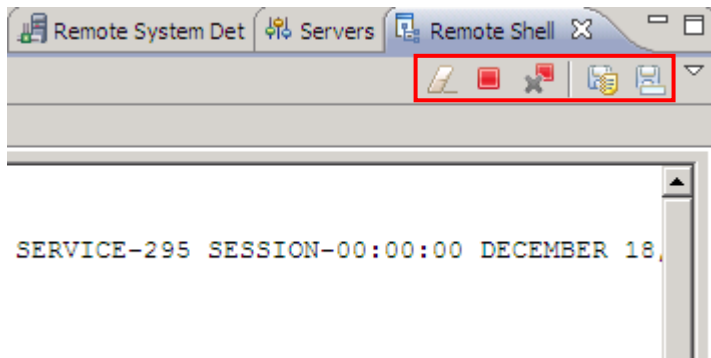 Remote System Det Servers Remote Shell
SERVICE-295 SESSION-00:00:00 DECEMBER 18,